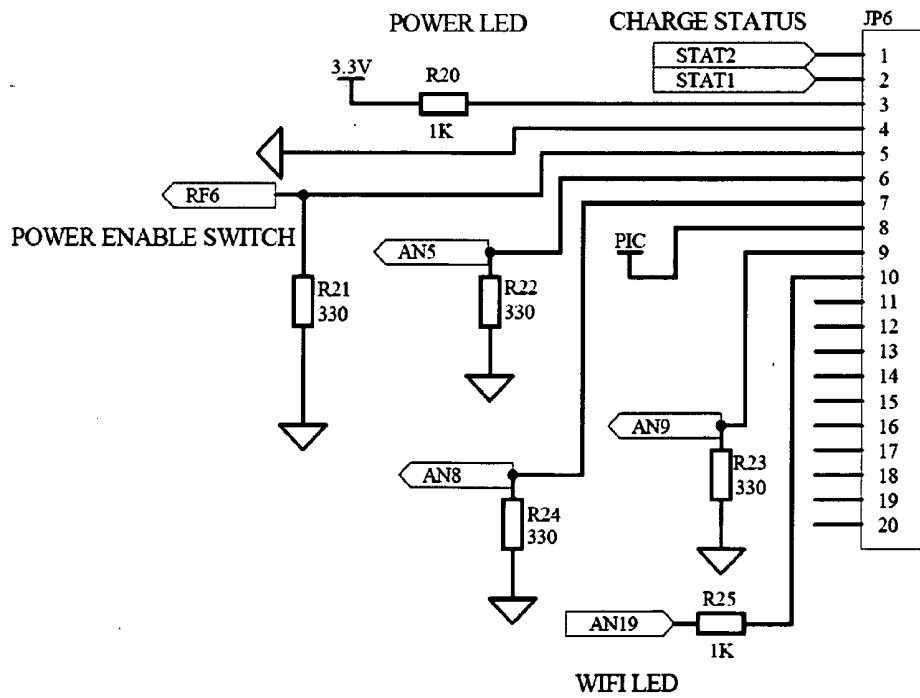 POWER LED
CHARGE STATUS
JP6
STAT2
1
STAT1
2
3.3V
R20
1K
3
4
5
RF6
6
7
POWER ENABLE SWITCH
AN5
PIC
8
9
R21
330
R22
330
10
11
12
13
14
15
AN9
16
17
AN8
R23
330
18
19
R24
330
20
AN19
R25
1K
WIFI LED